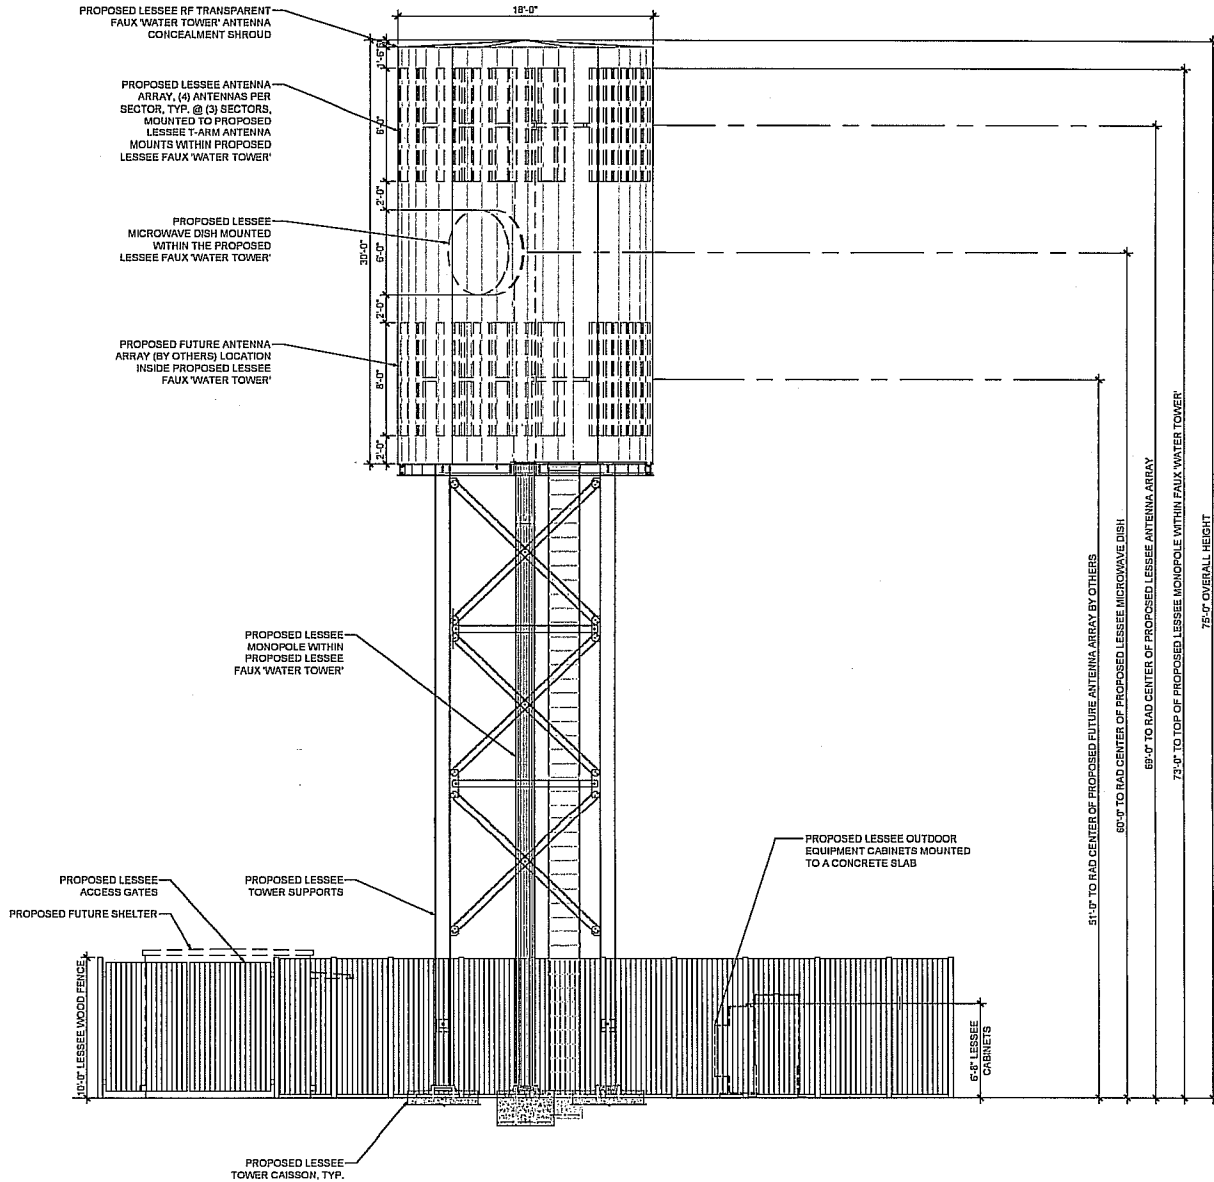 18'-0"
PROPOSED LESSEE RF TRANSPARENT
FAUX 'WATER TOWER' ANTENNA
CONCEALMENT SHROUD
PROPOSED LESSEE ANTENNA
ARRAY, (4) ANTENNAS PER
SECTOR, TYP. @ (3) SECTORS,
MOUNTED TO PROPOSED
LESSEE T-ARM ANTENNA
MOUNTS WITHIN PROPOSED
LESSEE FAUX 'WATER TOWER'
PROPOSED LESSEE
MICROWAVE DISH MOUNTED
WITHIN THE PROPOSED
LESSEE FAUX 'WATER TOWER'
PROPOSED FUTURE ANTENNA
ARRAY (BY OTHERS) LOCATION
INSIDE PROPOSED LESSEE
FAUX 'WATER TOWER'
30'-0"
2'-0"
6'-0"
2'-0"
8'-0"
2'-0"
PROPOSED LESSEE
MONOPOLE WITHIN
PROPOSED LESSEE
FAUX 'WATER TOWER'
51'-0" TO RAD CENTER OF PROPOSED FUTURE ANTENNA ARRAY BY OTHERS
60'-0" TO RAD CENTER OF PROPOSED LESSEE MICROWAVE DISH
69'-0" TO RAD CENTER OF PROPOSED LESSEE ANTENNA ARRAY
73'-0" TO TOP OF PROPOSED LESSEE MONOPOLE WITHIN FAUX 'WATER TOWER'
75'-0" OVERALL HEIGHT
PROPOSED LESSEE OUTDOOR
EQUIPMENT CABINETS MOUNTED
TO A CONCRETE SLAB
PROPOSED LESSEE
ACCESS GATES
PROPOSED LESSEE
TOWER SUPPORTS
PROPOSED FUTURE SHELTER
10'-0" LESSEE WOOD FENCE
6'-8" LESSEE
CABINETS
PROPOSED LESSEE
TOWER CAISSON, TYP.